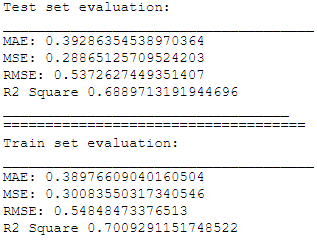 Test set evaluation:
_____________________________________
MAE: 0.39286354538970364
MSE: 0.28865125709524203
RMSE: 0.5372627449351407
R2 Square 0.6889713191944696
__________________________________
====================================
Train set evaluation:
_____________________________________
MAE: 0.38976609040160504
MSE: 0.30083550317340546
RMSE: 0.54848473376513
R2 Square 0.7009291151748522